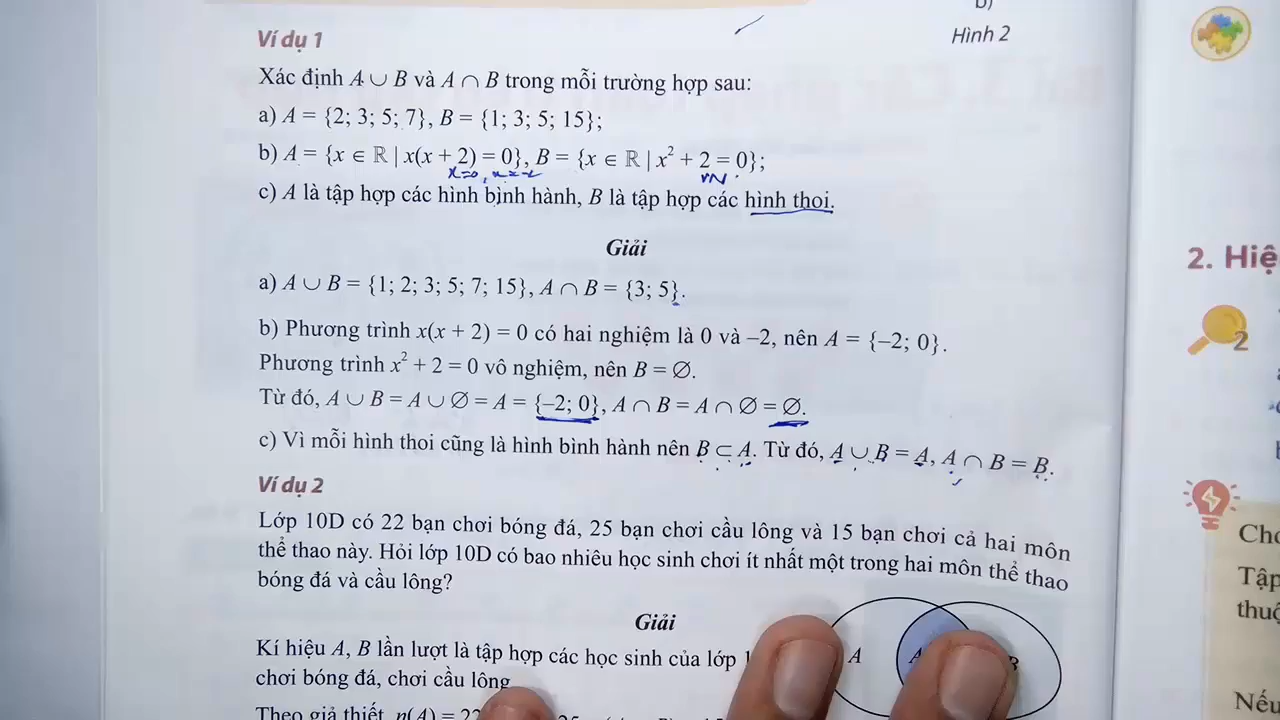 b)
Hình 2
Ví dụ 1
Xác định A ∪ B và A ∩ B trong mỗi trường hợp sau:
a) A = {2; 3; 5; 7}, B = {1; 3; 5; 15};
b) A = {x ∈ ℝ | x(x + 2) = 0}, B = {x ∈ ℝ | x² + 2 = 0};
x=0, x=-2 VN
c) A là tập hợp các hình bình hành, B là tập hợp các hình thoi.
Giải
a) A ∪ B = {1; 2; 3; 5; 7; 15}, A ∩ B = {3; 5}.
b) Phương trình x(x + 2) = 0 có hai nghiệm là 0 và –2, nên A = {–2; 0}.
Phương trình x² + 2 = 0 vô nghiệm, nên B = ∅.
Từ đó, A ∪ B = A ∪ ∅ = A = {–2; 0}, A ∩ B = A ∩ ∅ = ∅.
c) Vì mỗi hình thoi cũng là hình bình hành nên B ⊂ A. Từ đó, A ∪ B = A, A ∩ B = B.
Ví dụ 2
Lớp 10D có 22 bạn chơi bóng đá, 25 bạn chơi cầu lông và 15 bạn chơi cả hai môn
thể thao này. Hỏi lớp 10D có bao nhiêu học sinh chơi ít nhất một trong hai môn thể thao
bóng đá và cầu lông?
Giải
Kí hiệu A, B lần lượt là tập hợp các học sinh của lớp
chơi bóng đá, chơi cầu lông
Theo giả thiết, n(A) = 22
A
2. Hiệ
2
Cho
Tập
thuộ
Nếu